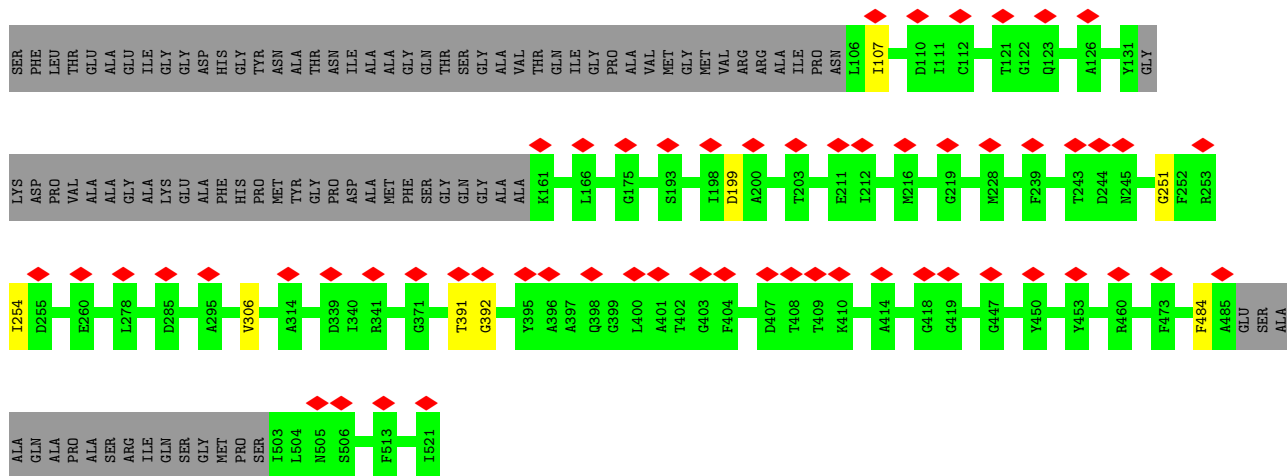 SER PHE LEU THR GLU ALA GLU ILE GLY GLY ASP HIS GLY TYR ASN ALA THR ASN ILE ALA ALA GLY GLN THR SER GLY ALA VAL THR GLN ILE GLY PRO ALA VAL MET GLY MET VAL ARG ARG ALA ILE PRO ASN L106 I107 D110 I111 C112 T121 G122 Q123 A126 Y131 GLY
LYS ASP PRO VAL ALA ALA GLY ALA LYS GLU ALA PHE HIS PRO MET TYR GLY PRO ASP ALA MET PHE SER GLY GLN GLY ALA ALA K161 L166 G175 S193 I198 D199 A200 T203 E211 I212 M216 G219 M228 F239 T243 D244 N245 G251 F252 R253
I254 D255 E260 L278 D285 A295 V306 A314 D339 I340 R341 G371 T391 G392 Y395 A396 A397 Q398 G399 L400 A401 T402 G403 F404 D407 T408 T409 K410 A414 G418 G419 G447 Y450 Y453 R460 F473 F484 A485 GLU SER ALA
ALA GLN ALA PRO ALA SER ARG ILE GLN SER GLY MET PRO SER I503 L504 N505 S506 F513 I521